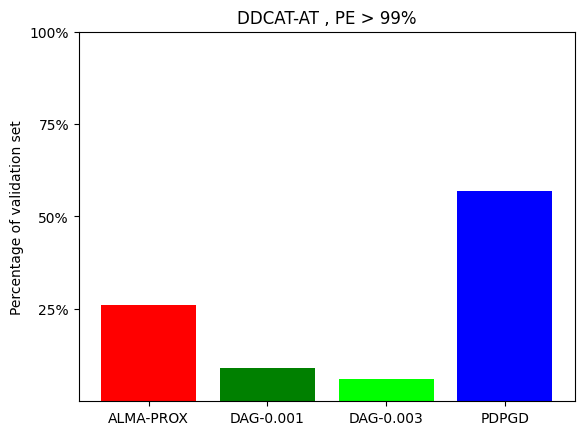 DDCAT-AT , PE > 99%
100%
75%
50%
25%
Percentage of validation set
ALMA-PROX DAG-0.001 DAG-0.003 PDPGD